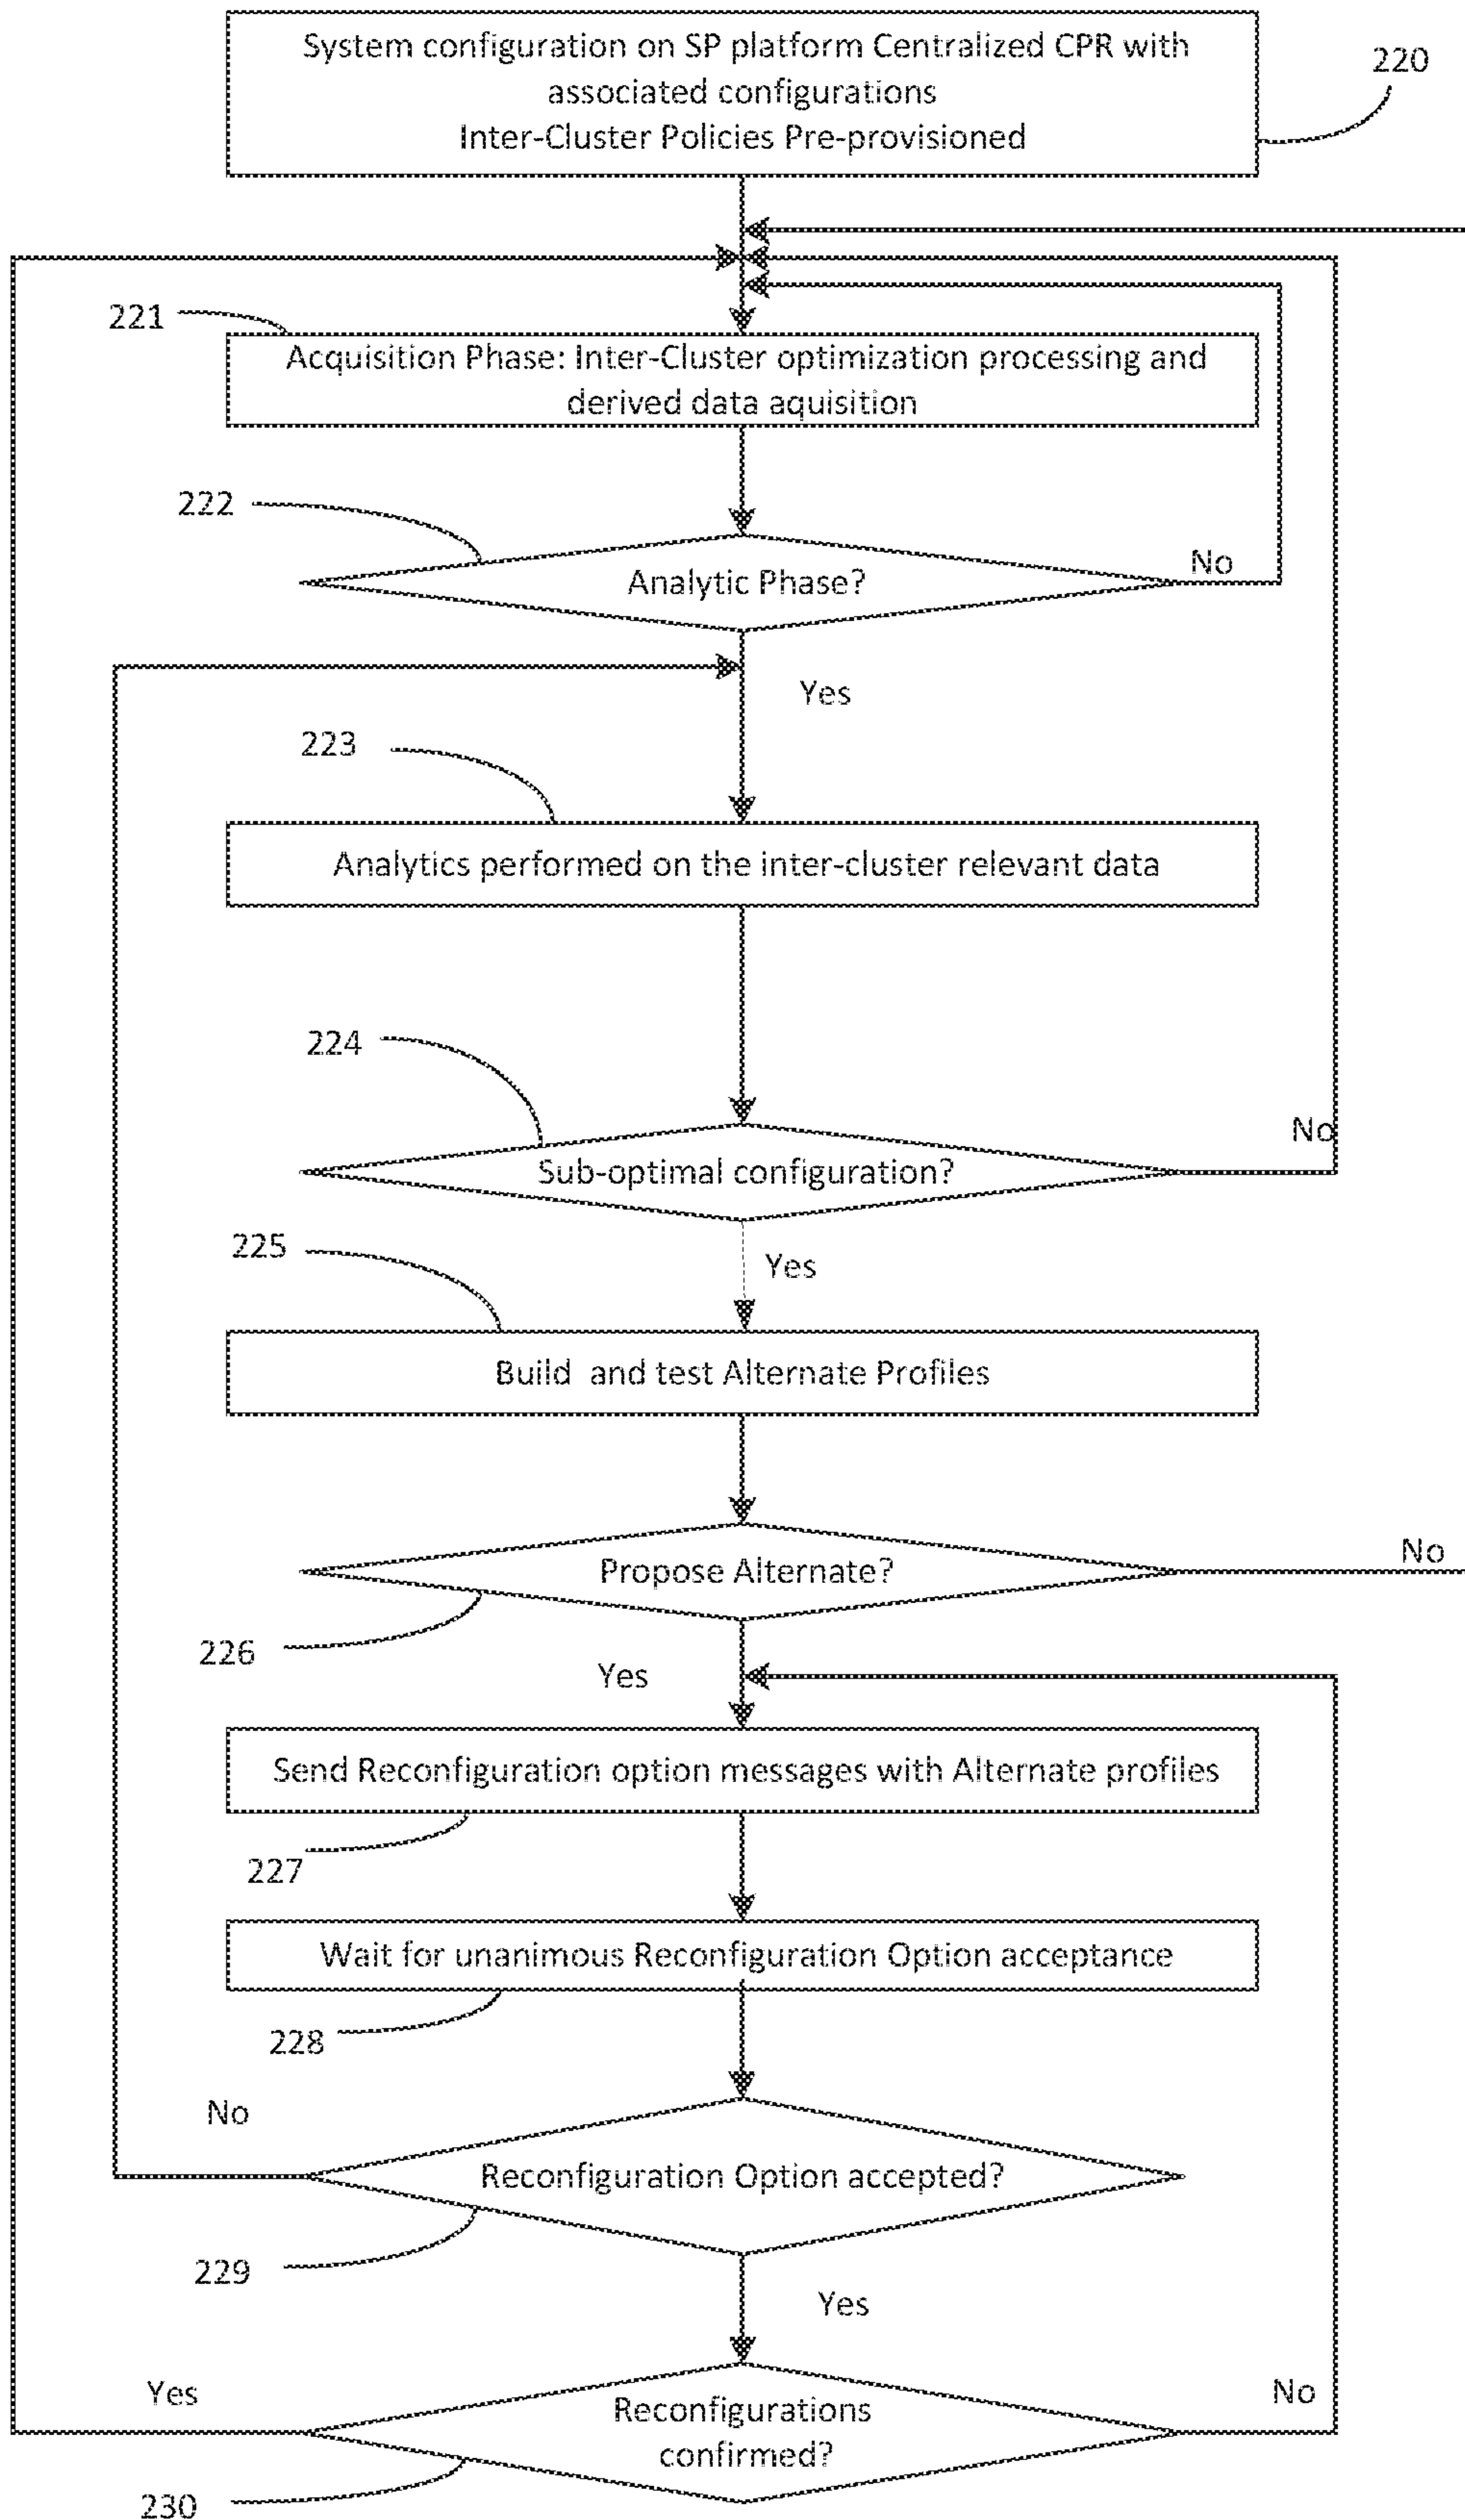 System configuration on SP platform Centralized CPR with
associated configurations
Inter-Cluster Policies Pre-provisioned
220
221
Acquisition Phase: Inter-Cluster optimization processing and
derived data aquisition
222
Analytic Phase?
No
Yes
223
Analytics performed on the inter-cluster relevant data
224
No
Sub-optimal configuration?
225
Yes
Build and test Alternate Profiles
Propose Alternate?
No
226
Yes
Send Reconfiguration option messages with Alternate profiles
227
Wait for unanimous Reconfiguration Option acceptance
228
No
Reconfiguration Option accepted?
229
Yes
Yes
No
Reconfigurations
confirmed?
230